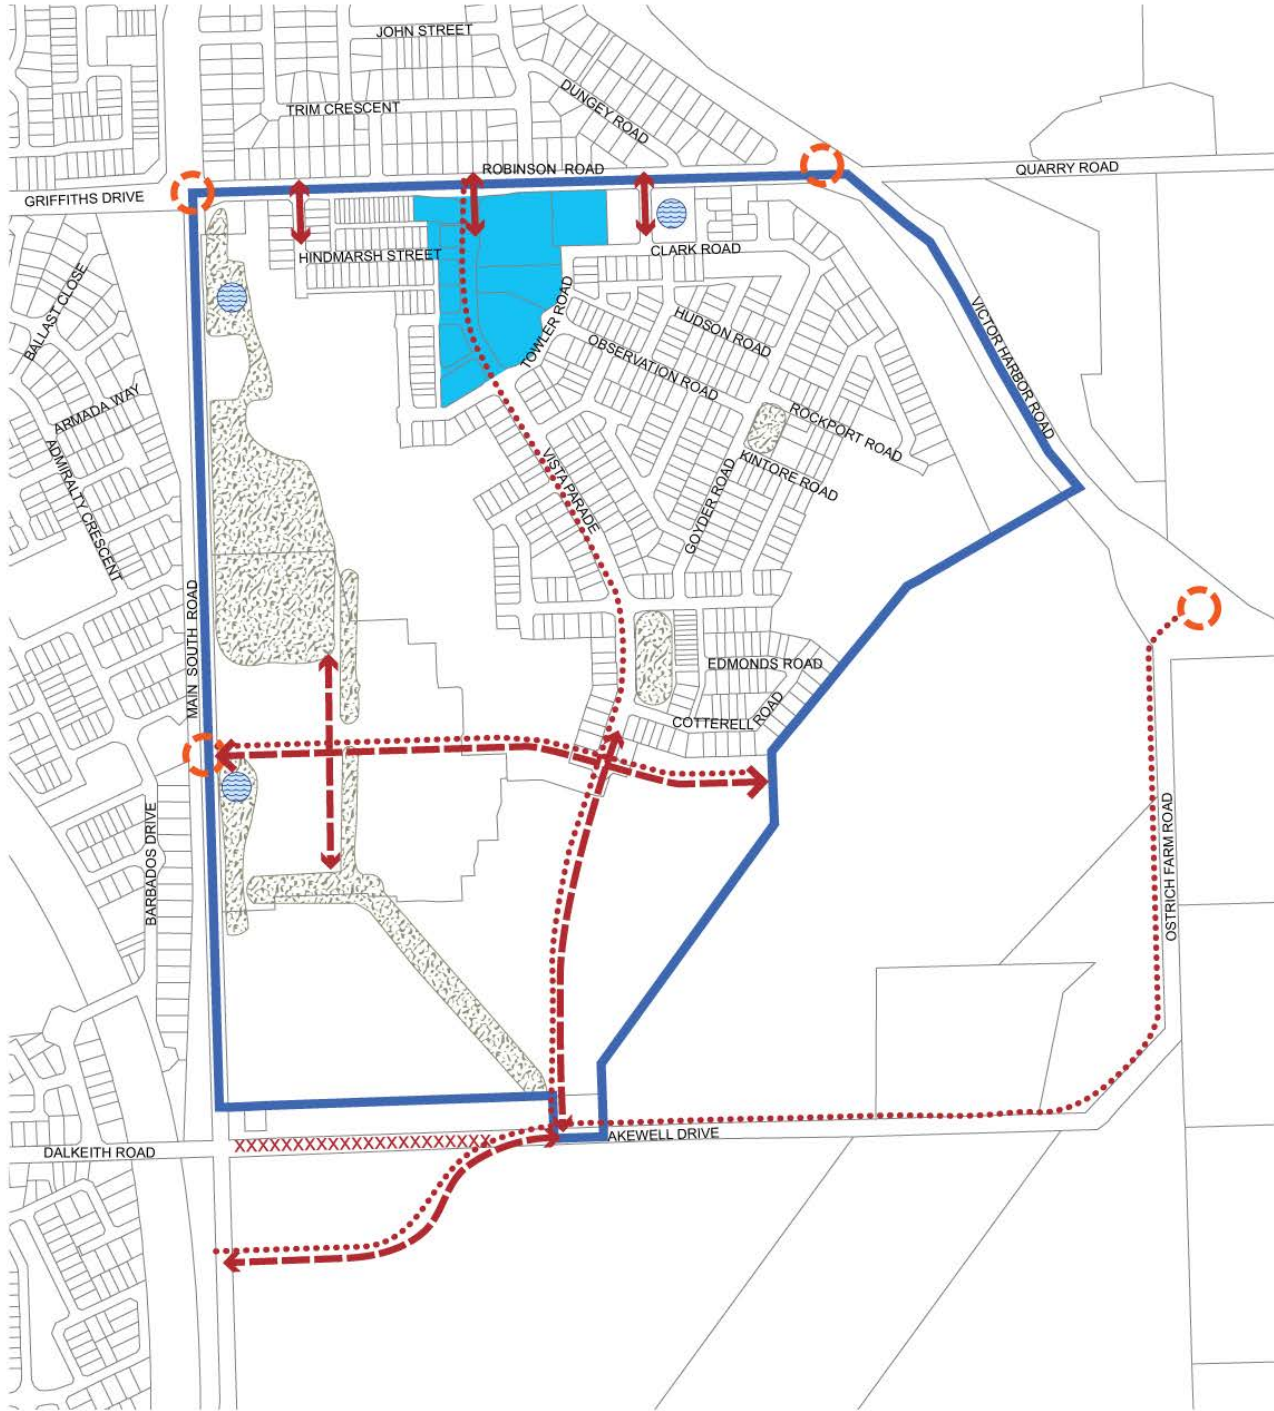 JOHN STREET
DUNGEY ROAD
TRIM CRESCENT
ROBINSON ROAD
QUARRY ROAD
GRIFFITHS DRIVE
HINDMARSH STREET
CLARK ROAD
BALLAST CLOSE
TOWLER ROAD
HUDSON ROAD
VICTOR HARBOR ROAD
OBSERVATION ROAD
ARMADA WAY
ROCKPORT ROAD
ADMIRALTY CRESCENT
VISTA PARADE
KINTORE ROAD
GOYDER ROAD
MAIN SOUTH ROAD
EDMONDS ROAD
COTTERELL ROAD
BARBADOS DRIVE
OSTRICH FARM ROAD
AKEWELL DRIVE
XXXXXXXXXXXXXXXXXXXXXX
DALKEITH ROAD